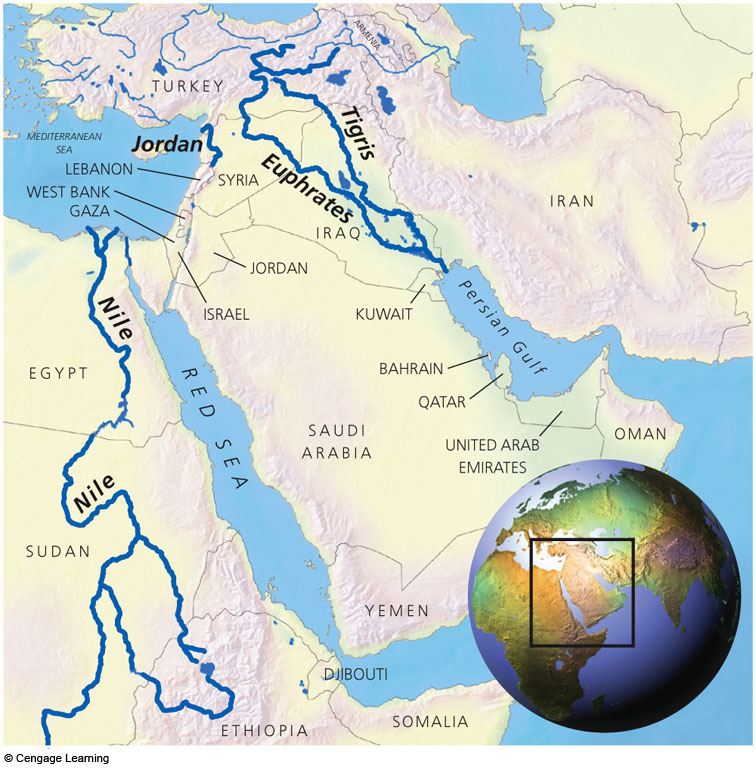 ARMENIA
TURKEY
MEDITERRANEAN
SEA
Jordan
Tigris
LEBANON
SYRIA
Euphrates
WEST BANK
GAZA
IRAN
IRAQ
JORDAN
ISRAEL
KUWAIT
Persian Gulf
Nile
BAHRAIN
EGYPT
RED SEA
QATAR
SAUDI
ARABIA
UNITED ARAB
EMIRATES
OMAN
Nile
SUDAN
YEMEN
DJIBOUTI
ETHIOPIA
SOMALIA
© Cengage Learning